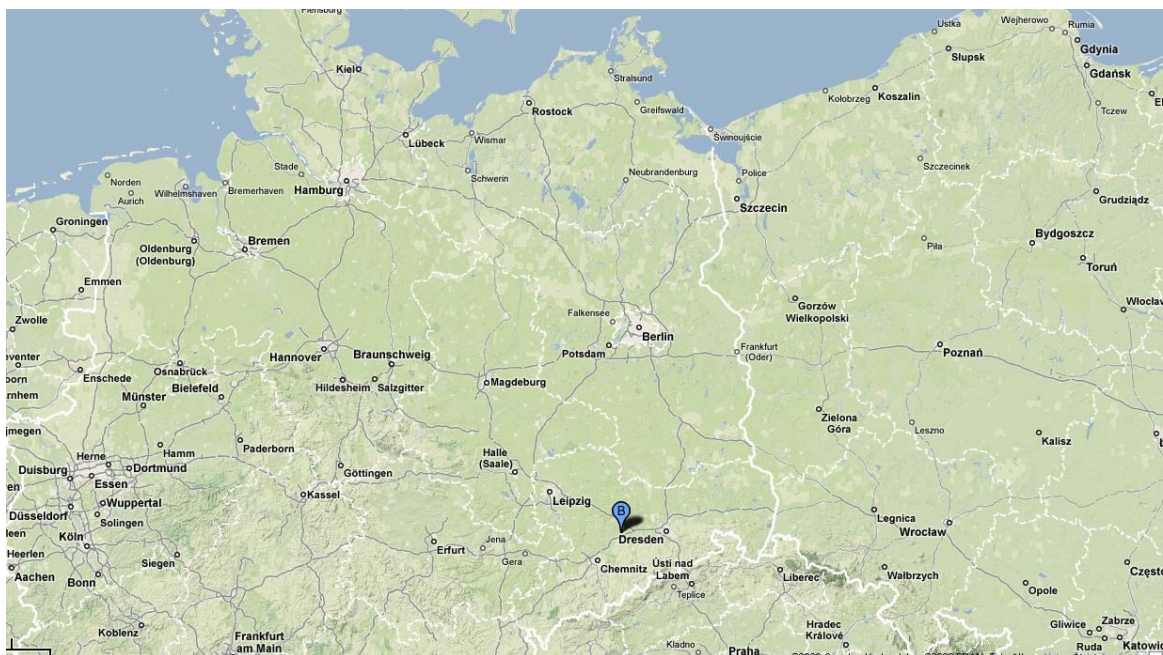 Flensburg
Ustka
Wejherowo
Rumia
Gdynia
Słupsk
Kiel
Stralsund
Gdańsk
Kołobrzeg
Koszalin
Rostock
Greifswald
Tczew
Lübeck
Wismar
Świnoujście
Stade
Schwerin
Neubrandenburg
Police
Szczecinek
Norden
Wilhelmshaven
Bremerhaven
Hamburg
Aurich
Szczecin
Grudziądz
Groningen
Oldenburg
(Oldenburg)
Bremen
Piła
Bydgoszcz
Toruń
Emmen
Gorzów
Wielkopolski
Zwolle
Falkensee
Berlin
Hannover
Braunschweig
Potsdam
Frankfurt
(Oder)
Poznań
Enschede
Osnabrück
Bielefeld
Hildesheim
Salzgitter
Magdeburg
Münster
Zielona
Góra
Leszno
Kalisz
Hamm
Paderborn
Herne
Dortmund
Duisburg
Essen
Göttingen
Halle
(Saale)
Kassel
Leipzig
Wuppertal
Düsseldorf
Solingen
B
Legnica
Wrocław
Köln
Dresden
Heerlen
Siegen
Erfurt
Jena
Gera
Chemnitz
Ústí nad
Labem
Aachen
Bonn
Teplice
Liberec
Wałbrzych
Opole
Koblenz
Frankfurt
am Main
Kladno
Praha
Hradec
Králové
Gliwice
Zabrze
Ruda